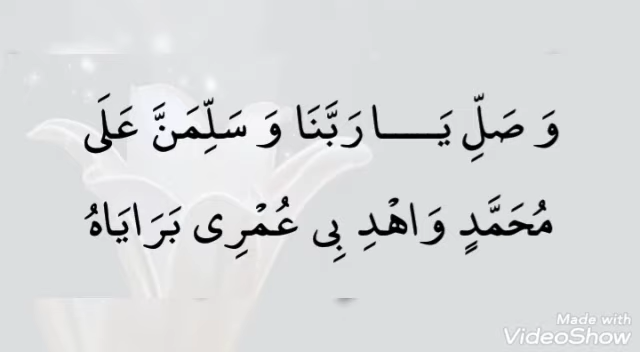 وَ صَلِّ يَـــا رَبَّنَا وَ سَلِّمَنَّ عَلَى
مُحَمَّدٍ وَاهْدِ بِى عُمْرِى بَرَايَاهُ
Made with
VideoShow